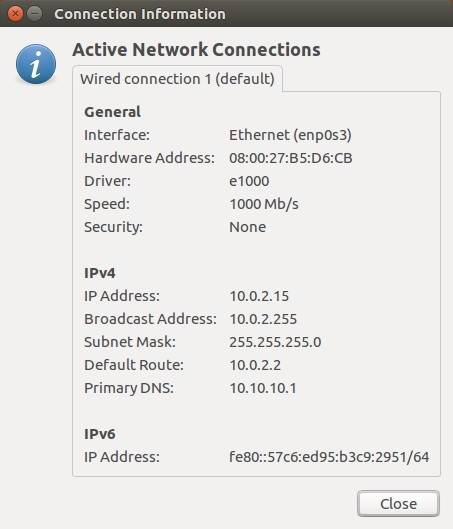 Connection Information
Active Network Connections
Wired connection 1 (default)
General
Interface: Ethernet (enp0s3)
Hardware Address: 08:00:27:B5:D6:CB
Driver: e1000
Speed: 1000 Mb/s
Security: None
IPv4
IP Address: 10.0.2.15
Broadcast Address: 10.0.2.255
Subnet Mask: 255.255.255.0
Default Route: 10.0.2.2
Primary DNS: 10.10.10.1
IPv6
IP Address: fe80::57c6:ed95:b3c9:2951/64
Close